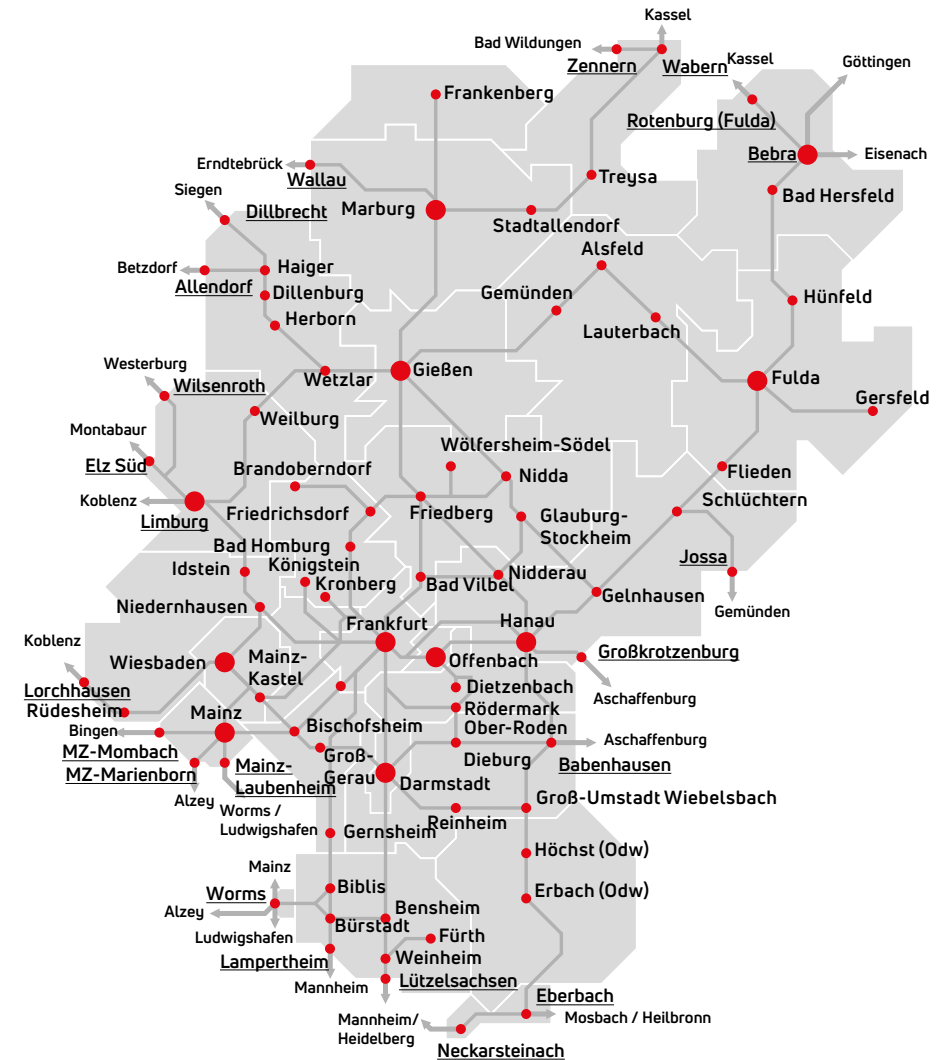 Kassel
Bad Wildungen
Zennern
Wabern
Kassel
Göttingen
Frankenberg
Rotenburg (Fulda)
Bebra
Eisenach
Erndtebrück
Wallau
Treysa
Siegen
Dillbrecht
Marburg
Stadtallendorf
Bad Hersfeld
Betzdorf
Allendorf
Haiger
Dillenburg
Herborn
Alsfeld
Gemünden
Lauterbach
Hünfeld
Westerburg
Wilsenroth
Wetzlar
Gießen
Fulda
Gersfeld
Weilburg
Montabaur
Elz Süd
Brandoberndorf
Wölfersheim-Södel
Nidda
Flieden
Koblenz
Limburg
Friedrichsdorf
Friedberg
Glauburg-
Stockheim
Schlüchtern
Bad Homburg
Jossa
Idstein
Königstein
Kronberg
Bad Vilbel
Nidderau
Gelnhausen
Gemünden
Niedernhausen
Frankfurt
Hanau
Koblenz
Wiesbaden
Mainz-
Kastel
Offenbach
Großkrotzenburg
Lorchhausen
Rüdesheim
Dietzenbach
Aschaffenburg
Mainz
Rödermark
Ober-Roden
Bingen
MZ-Mombach
Bischofsheim
Aschaffenburg
MZ-Marienborn
Mainz-
Laubenheim
Groß-
Gerau
Darmstadt
Dieburg
Babenhausen
Alzey
Worms /
Ludwigshafen
Reinheim
Groß-Umstadt Wiebelsbach
Gernsheim
Höchst (Odw)
Mainz
Worms
Biblis
Erbach (Odw)
Alzey
Bensheim
Bürstadt
Ludwigshafen
Fürth
Lampertheim
Weinheim
Mannheim
Lützelsachsen
Eberbach
Mannheim/
Heidelberg
Mosbach / Heilbronn
Neckarsteinach